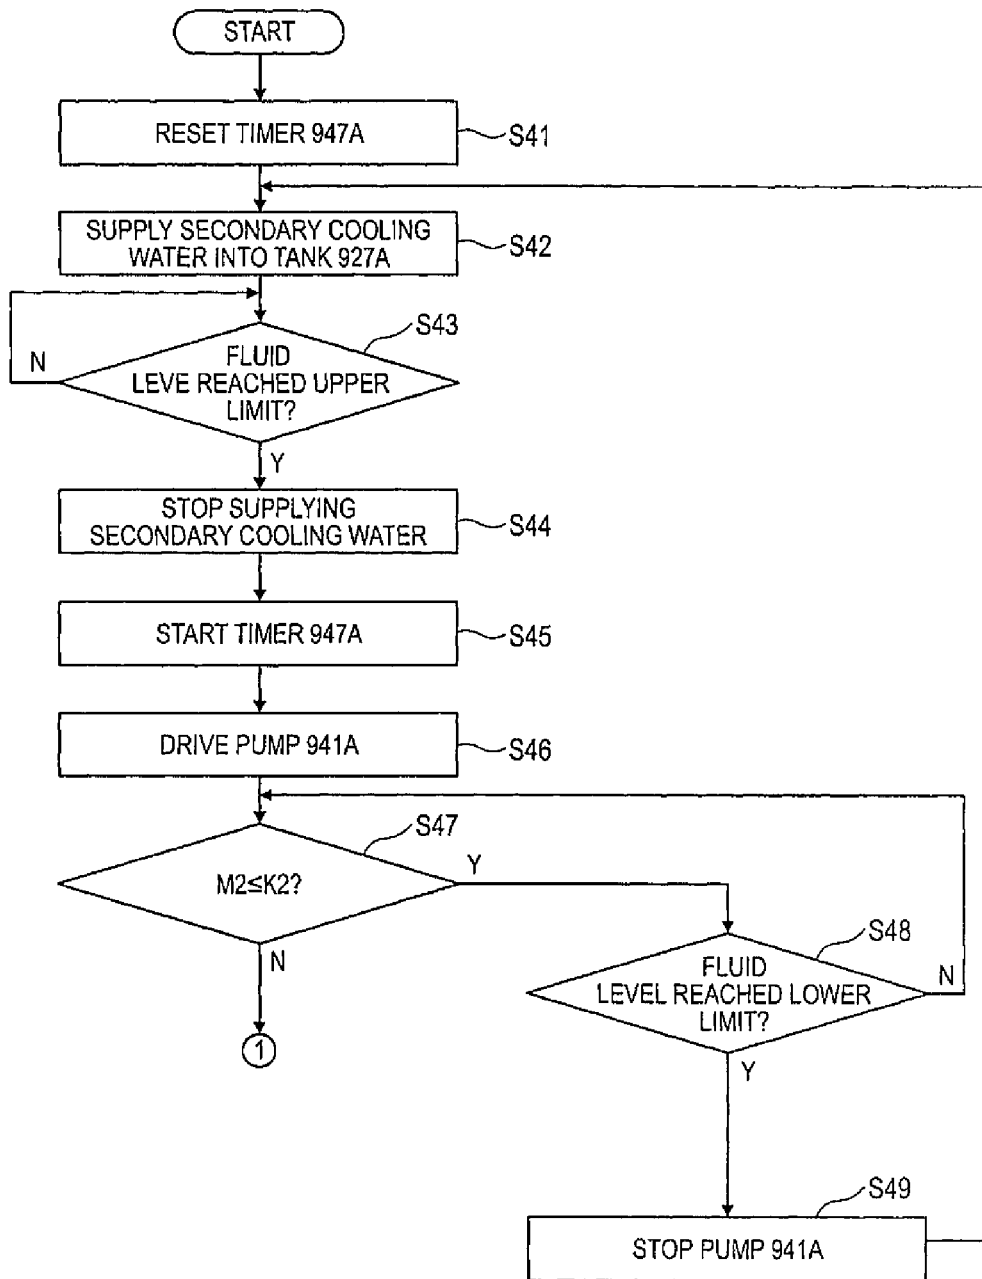 START
RESET TIMER 947A
S41
SUPPLY SECONDARY COOLING
WATER INTO TANK 927A
S42
S43
FLUID
LEVE REACHED UPPER
LIMIT?
N
Y
STOP SUPPLYING
SECONDARY COOLING WATER
S44
START TIMER 947A
S45
DRIVE PUMP 941A
S46
S47
M2≤K2?
Y
N
1
S48
FLUID
LEVEL REACHED LOWER
LIMIT?
N
Y
S49
STOP PUMP 941A